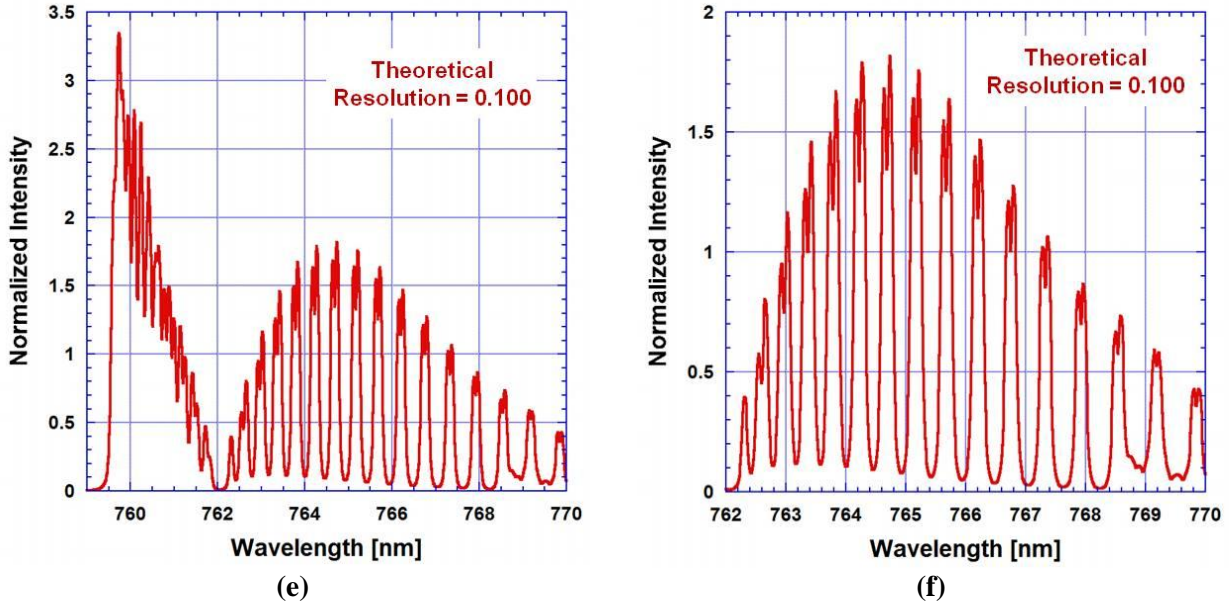 3.5
3
2.5
2
1.5
1
0.5
0
Normalized Intensity
Theoretical
Resolution = 0.100
760 762 764 766 768 770
Wavelength [nm]
(e)
2
1.5
1
0.5
0
Normalized Intensity
Theoretical
Resolution = 0.100
762 763 764 765 766 767 768 769 770
Wavelength [nm]
(f)